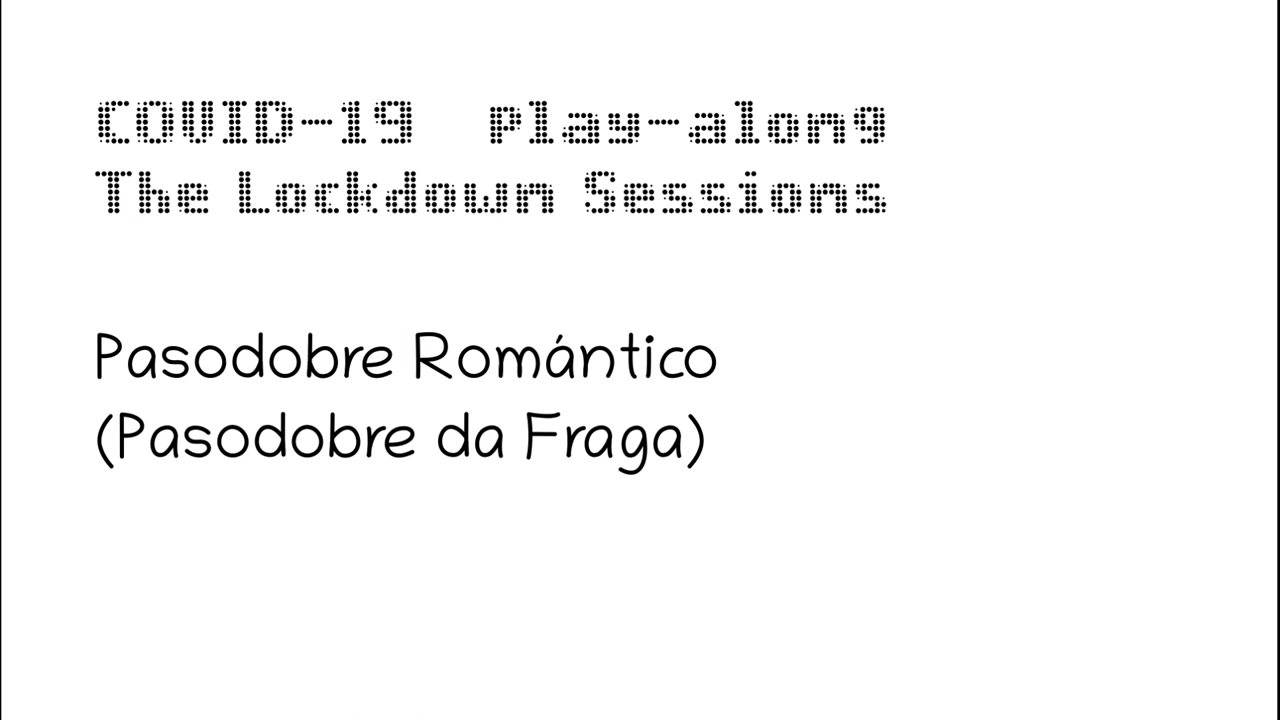 COVID-19 Play-along
The Lockdown Sessions
Pasodobre Romántico
(Pasodobre da Fraga)